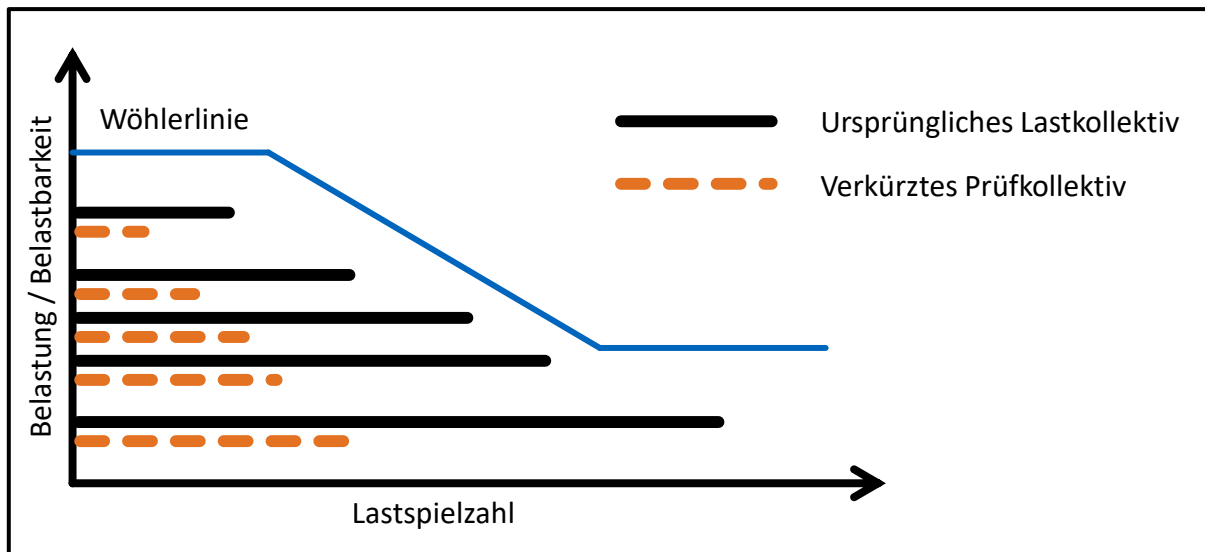 Wöhlerlinie
Ursprüngliches Lastkollektiv
Verkürztes Prüfkollektiv
Belastung / Belastbarkeit
Lastspielzahl